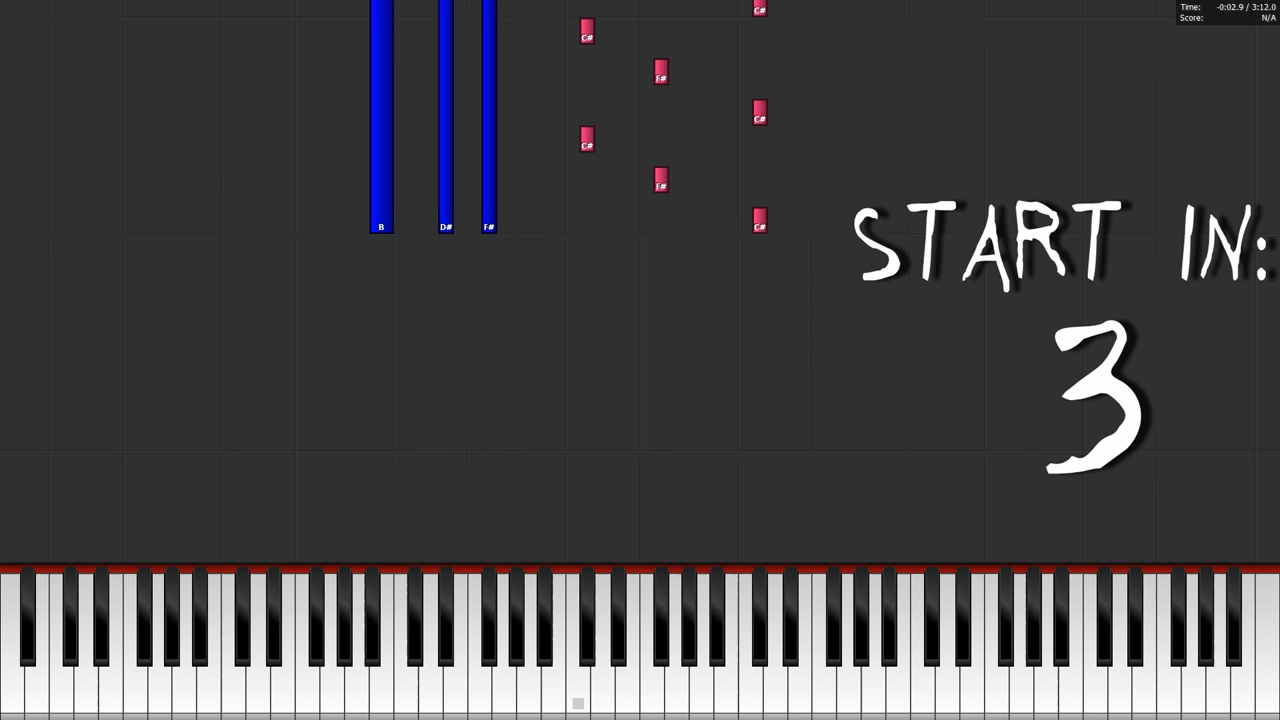 C#
Time: -0:02.9 / 3:12.0
Score: N/A
C#
F#
C#
C#
F#
B D# F# C#
START IN:
3